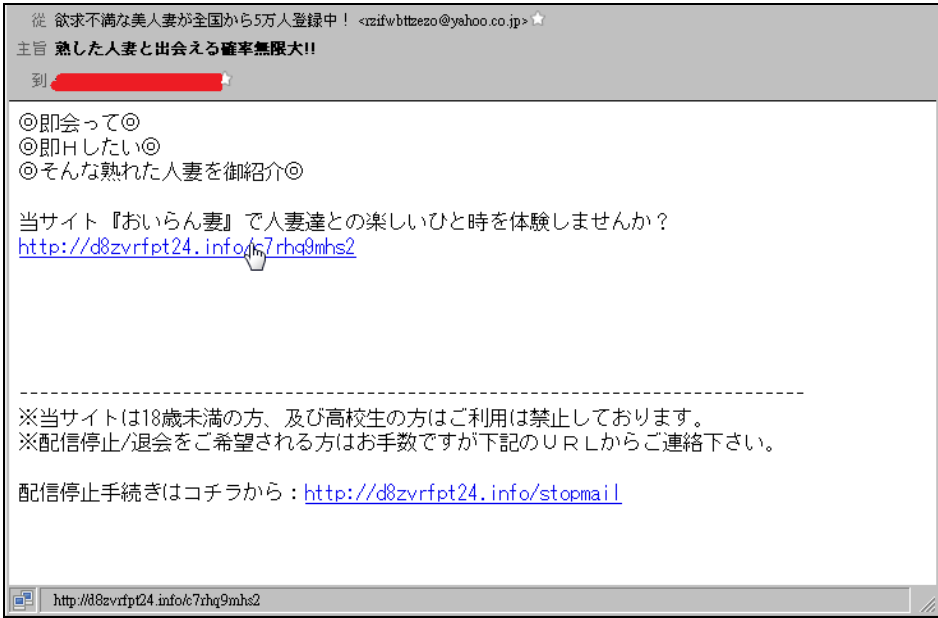 從 欲求不満な美人妻が全国から5万人登録中！ <rzifwbttzezo@yahoo.co.jp>
主旨 熟した人妻と出会える確率無限大!!
到
◎即会って◎
◎即Ｈしたい◎
◎そんな熟れた人妻を御紹介◎
当サイト『おいらん妻』で人妻達との楽しいひと時を体験しませんか？
http://d8zvrfpt24.info/c7rhq9mhs2
--------------------------------------------------------------------------------
※当サイトは18歳未満の方、及び高校生の方はご利用は禁止しております。
※配信停止/退会をご希望される方はお手数ですが下記のＵＲＬからご連絡下さい。
配信停止手続きはコチラから：http://d8zvrfpt24.info/stopmail
http://d8zvrfpt24.info/c7rhq9mhs2